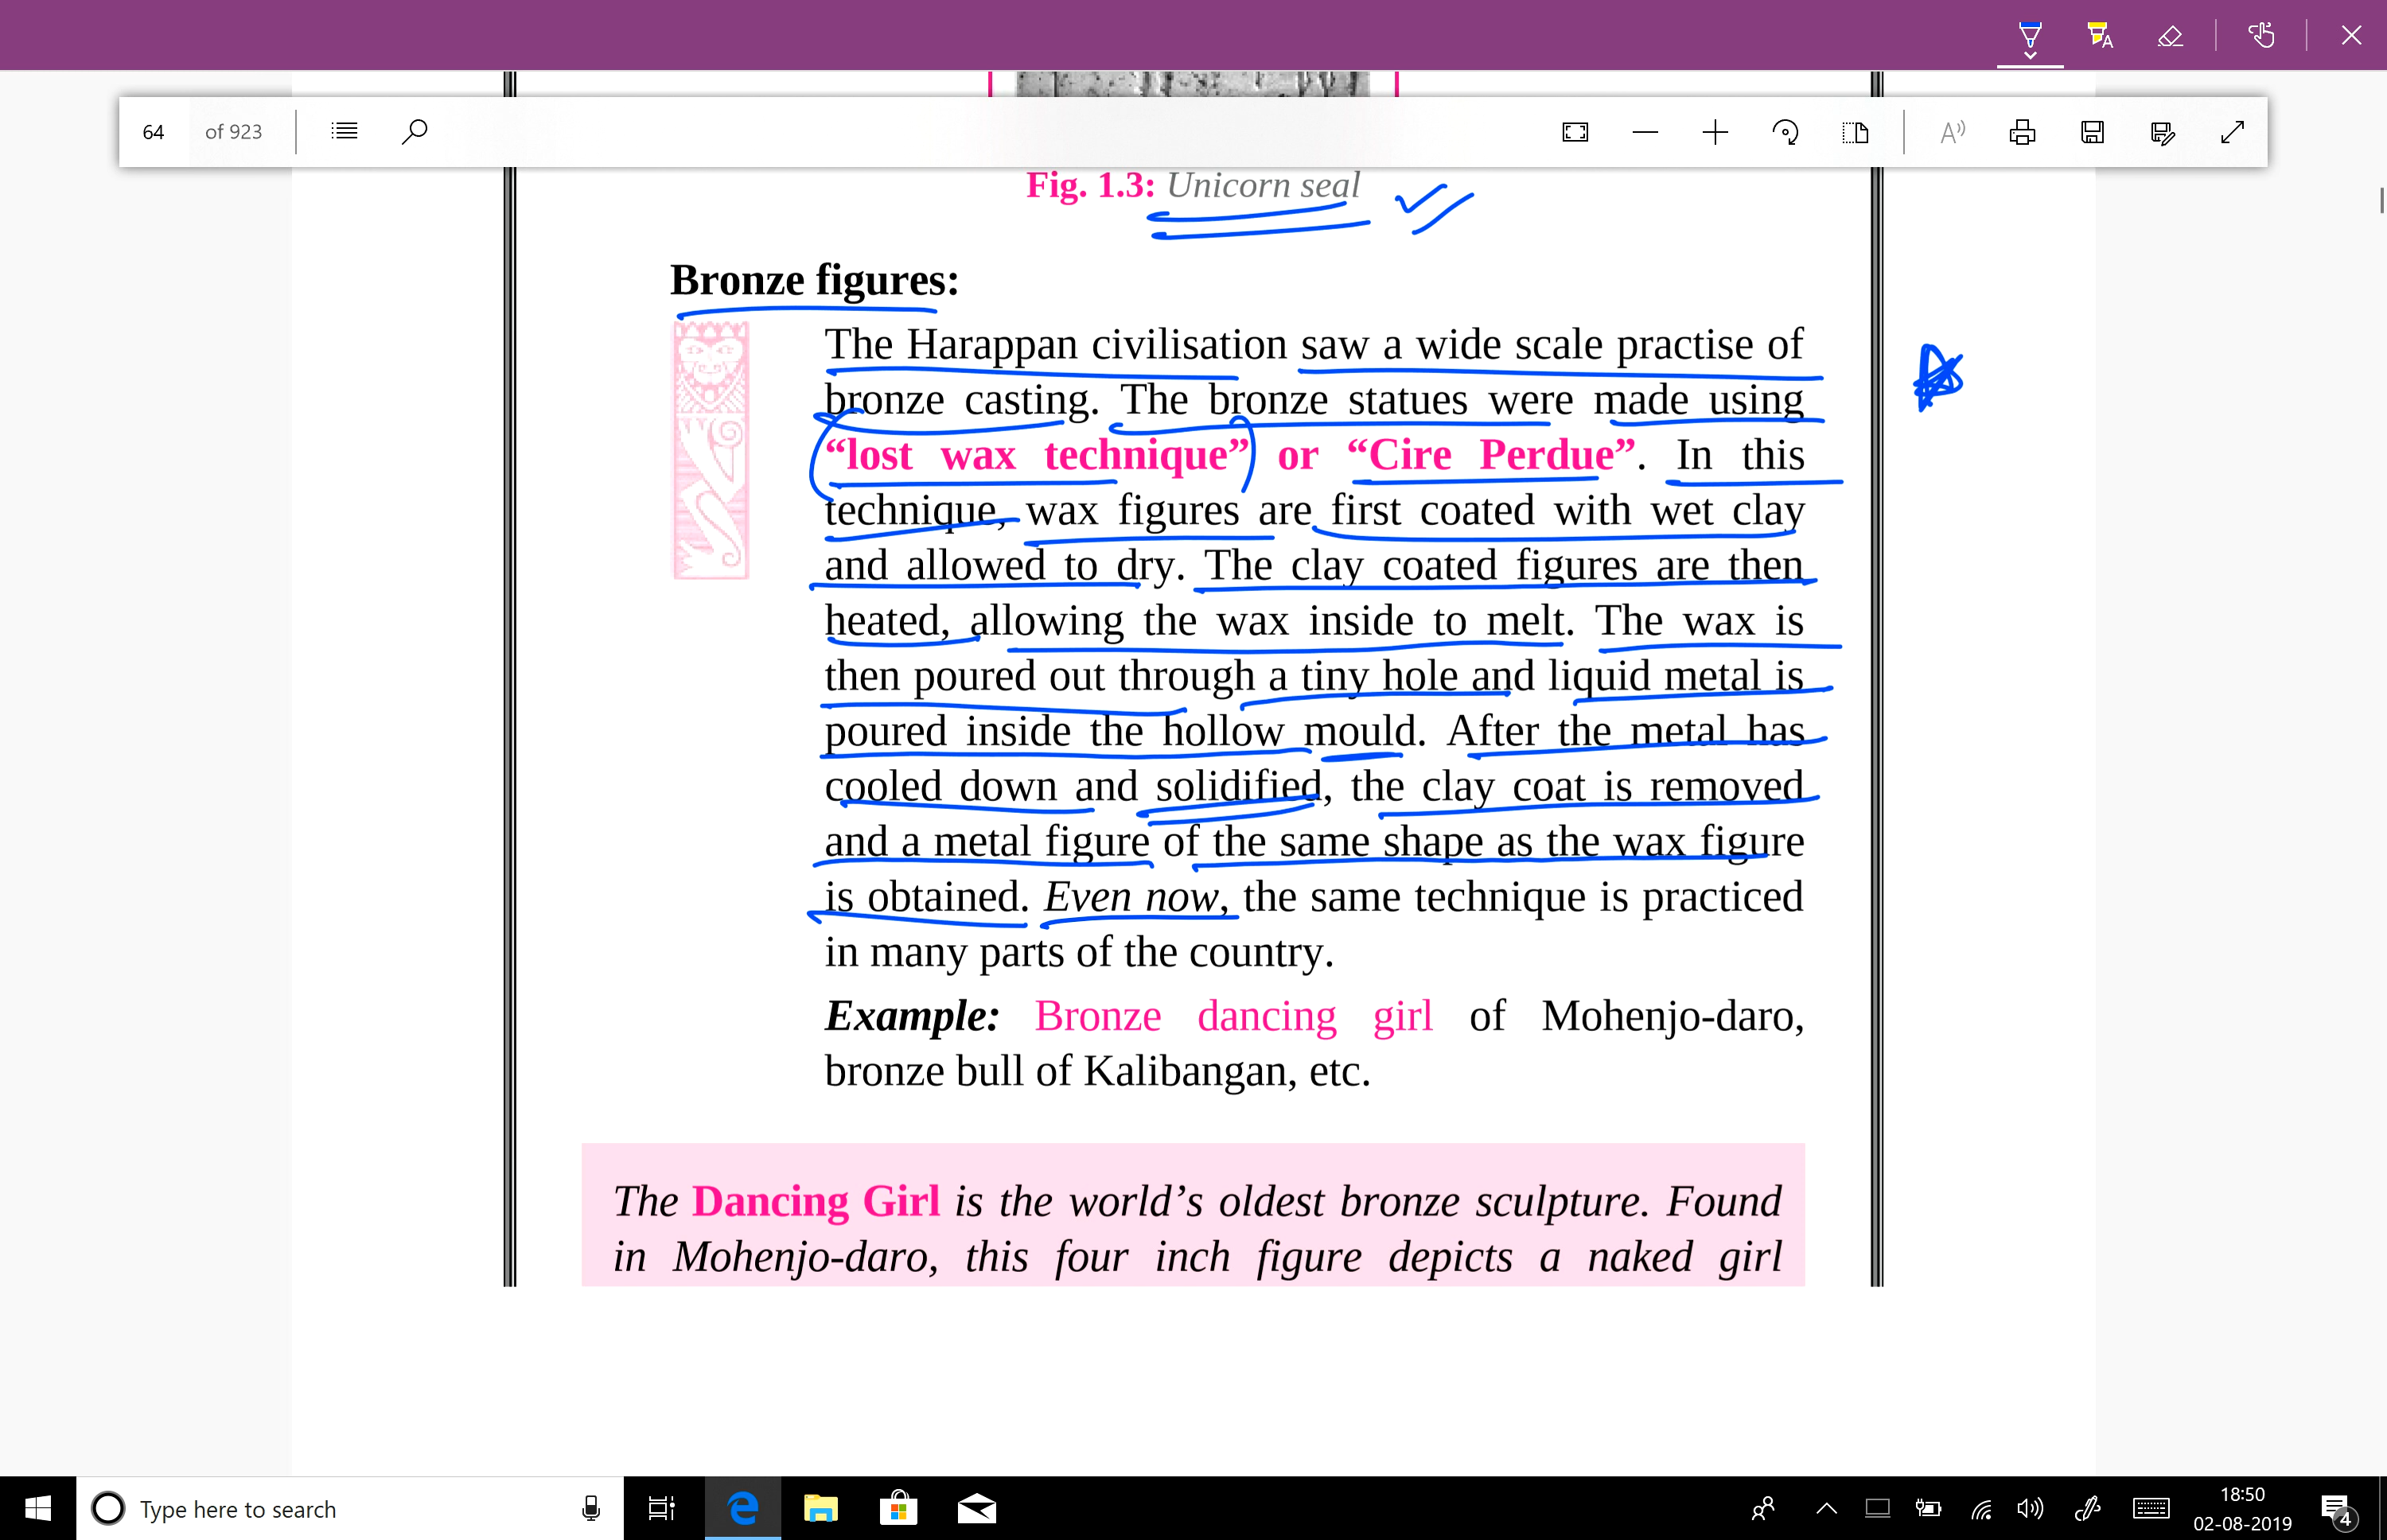 64 of 923
Fig. 1.3: Unicorn seal
Bronze figures:
The Harappan civilisation saw a wide scale practise of
bronze casting. The bronze statues were made using
“lost wax technique” or “Cire Perdue”. In this
technique, wax figures are first coated with wet clay
and allowed to dry. The clay coated figures are then
heated, allowing the wax inside to melt. The wax is
then poured out through a tiny hole and liquid metal is
poured inside the hollow mould. After the metal has
cooled down and solidified, the clay coat is removed
and a metal figure of the same shape as the wax figure
is obtained. Even now, the same technique is practiced
in many parts of the country.
Example: Bronze dancing girl of Mohenjo-daro,
bronze bull of Kalibangan, etc.
The Dancing Girl is the world’s oldest bronze sculpture. Found
in Mohenjo-daro, this four inch figure depicts a naked girl
Type here to search
18:50
02-08-2019
4